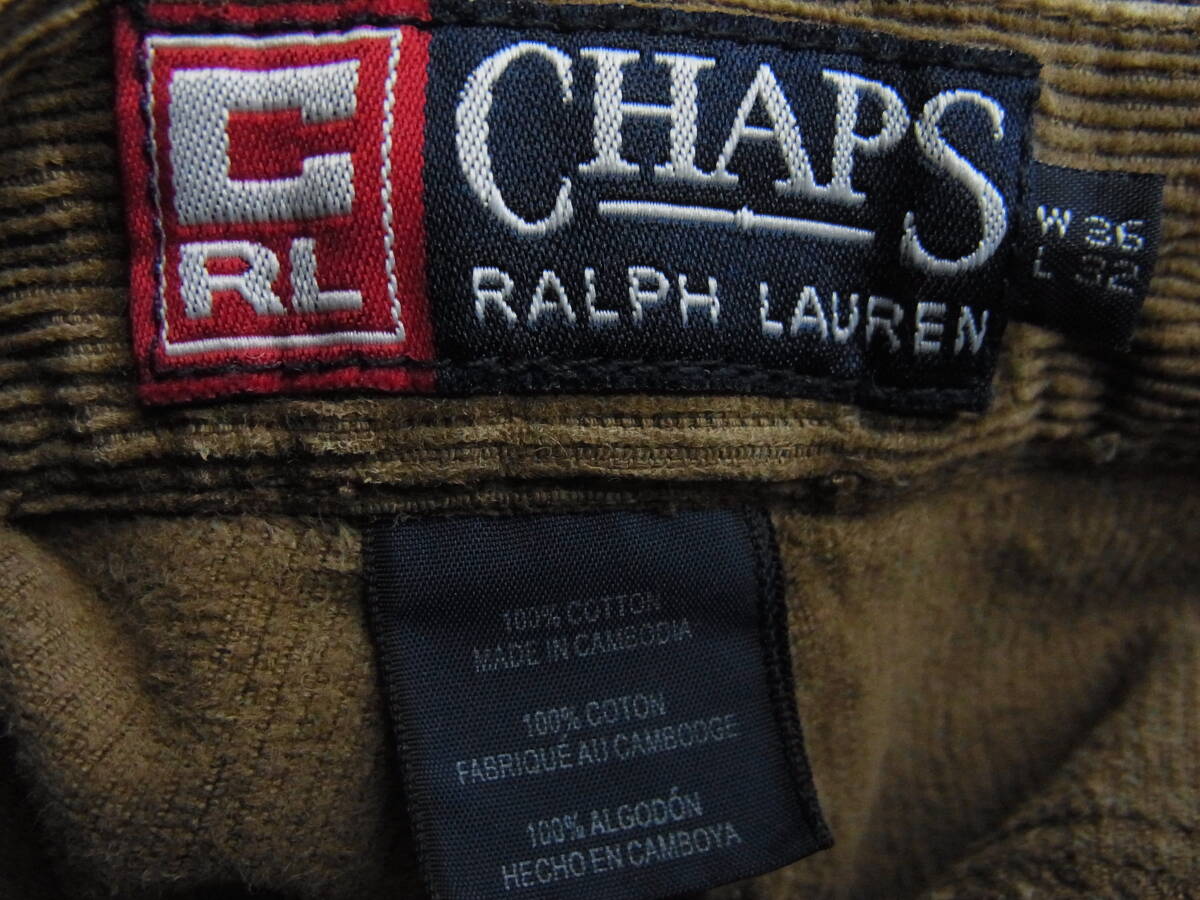 C
RL
CHAPS
RALPH LAUREN
W 36
L 32
100% COTTON
MADE IN CAMBODIA
100% COTON
FABRIQUE AU CAMBODGE
100% ALGODÓN
HECHO EN CAMBOYA